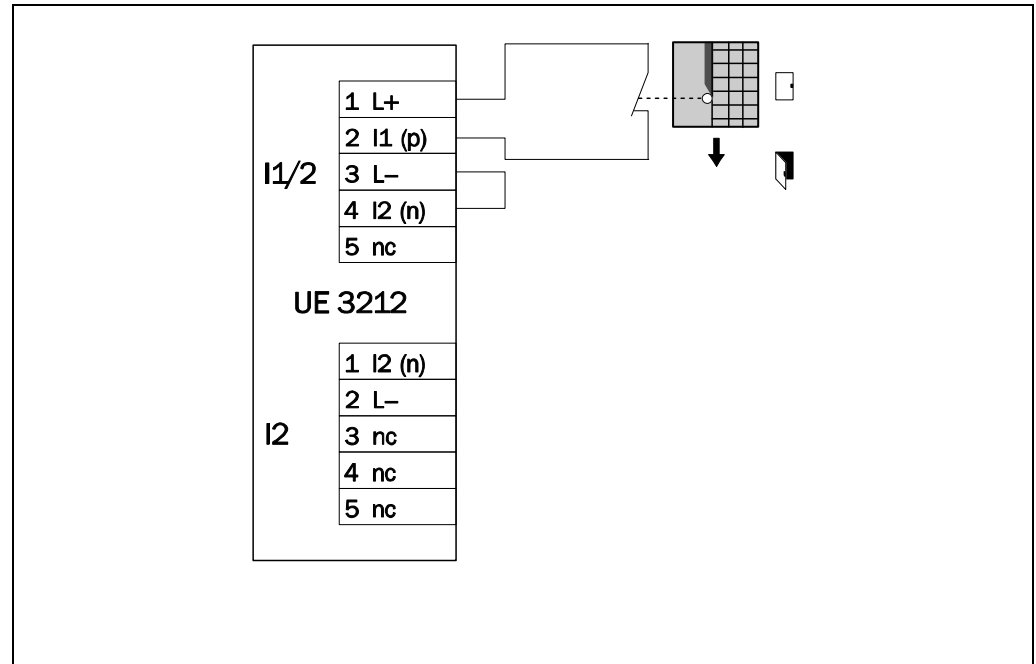 1 L+
2 I1 (p)
I1/2
3 L–
4 I2 (n)
5 nc
UE 3212
1 I2 (n)
2 L–
I2
3 nc
4 nc
5 nc